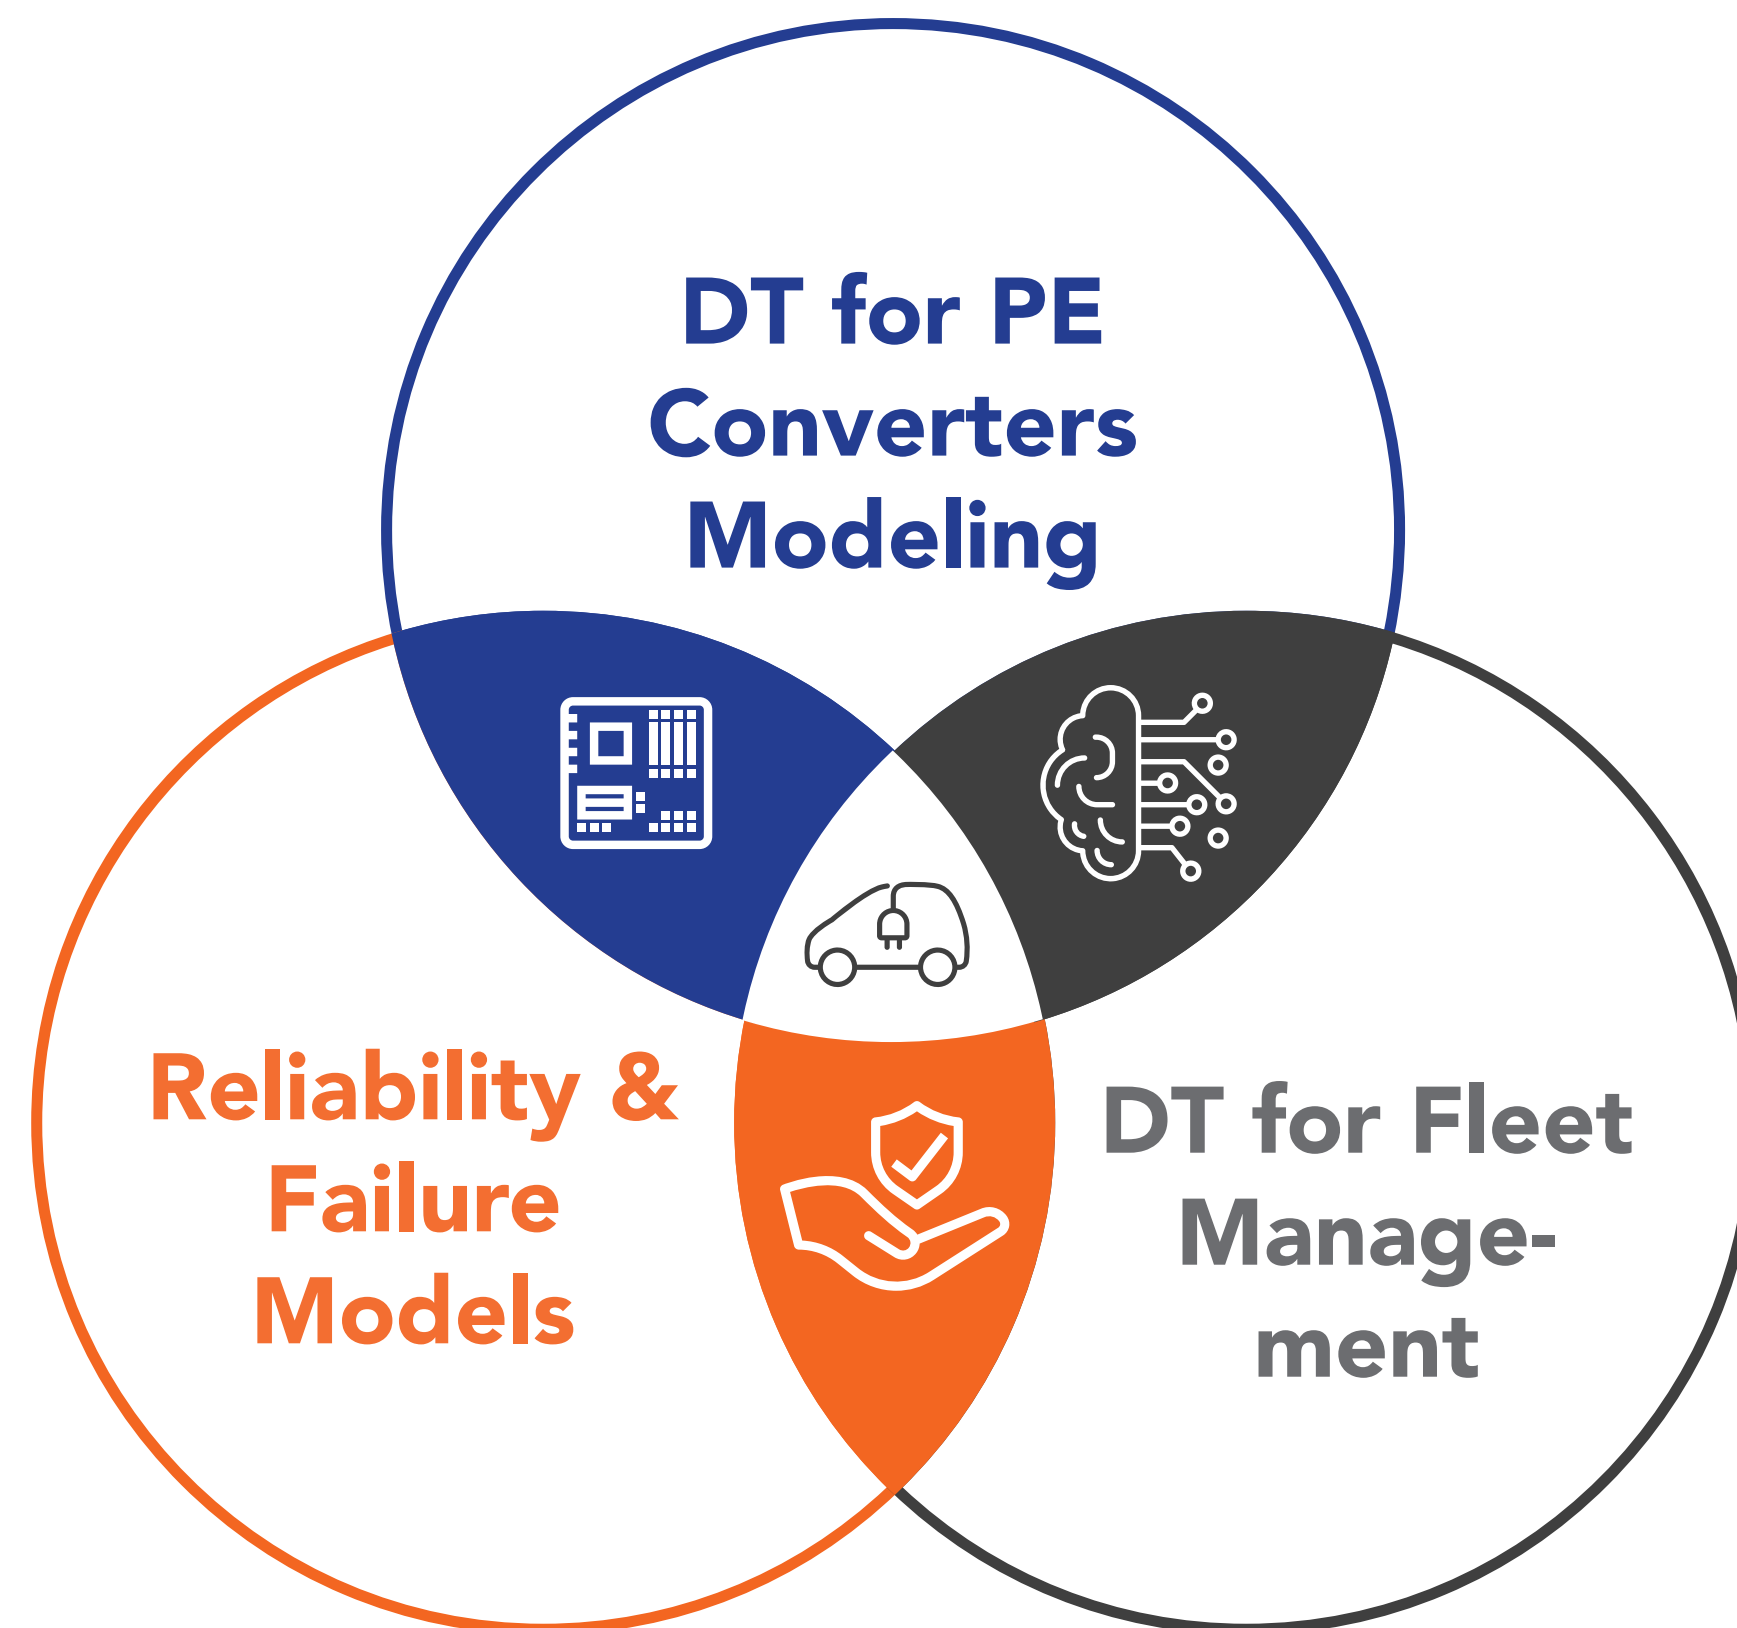 DT for PE
Converters
Modeling
Reliability &
Failure
Models
DT for Fleet
Manage-
ment